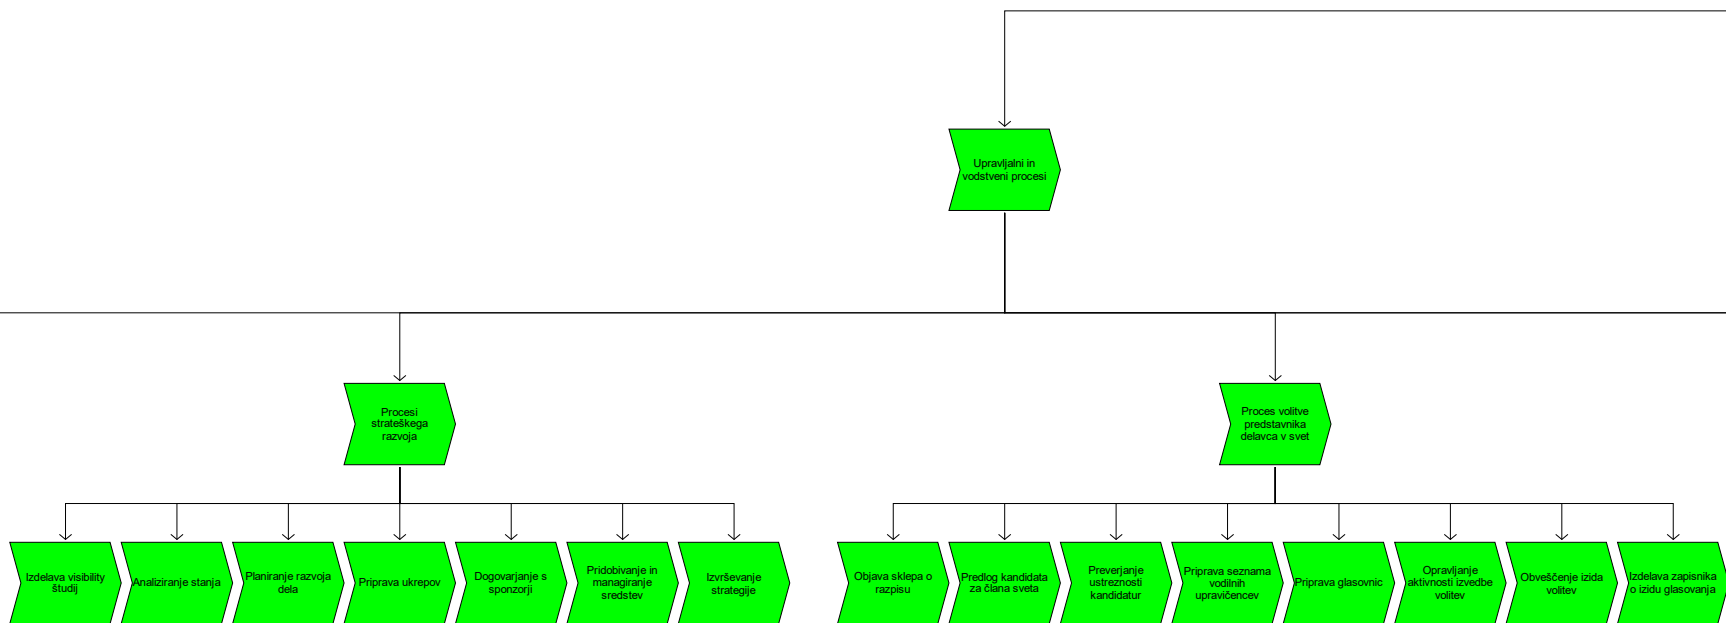 Upravljalni in
vodstveni procesi
Procesi
strateškega
razvoja
Proces volitve
predstavnika
delavca v svet
Izdelava visibility
študij
Analiziranje stanja
Planiranje razvoja
dela
Priprava ukrepov
Dogovarjanje s
sponzorji
Pridobivanje in
managiranje
sredstev
Izvrševanje
strategije
Objava sklepa o
razpisu
Predlog kandidata
za člana sveta
Preverjanje
ustreznosti
kandidatur
Priprava seznama
vodilnih
upravičencev
Priprava glasovnic
Opravljanje
aktivnosti izvedbe
volitev
Obveščenje izida
volitev
Izdelava zapisnika
o izidu glasovanja